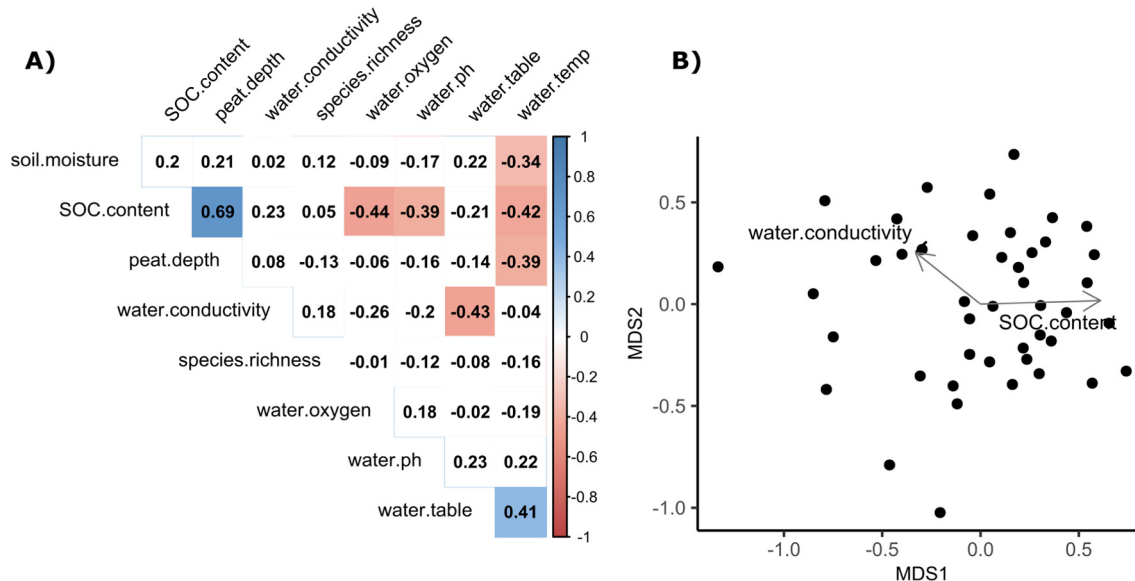 A)
SOC.content
peat.depth
water.conductivity
species.richness
water.oxygen
water.ph
water.table
water.temp
soil.moisture 0.2 0.21 0.02 0.12 -0.09 -0.17 0.22 -0.34
SOC.content 0.69 0.23 0.05 -0.44 -0.39 -0.21 -0.42
peat.depth 0.08 -0.13 -0.06 -0.16 -0.14 -0.39
water.conductivity 0.18 -0.26 -0.2 -0.43 -0.04
species.richness -0.01 -0.12 -0.08 -0.16
water.oxygen 0.18 -0.02 -0.19
water.ph 0.23 0.22
water.table 0.41
1
0.8
0.6
0.4
0.2
0
-0.2
-0.4
-0.6
-0.8
-1
B)
MDS2
0.5
0.0
-0.5
-1.0
water.conductivity
SOC.content
-1.0 -0.5 0.0 0.5
MDS1